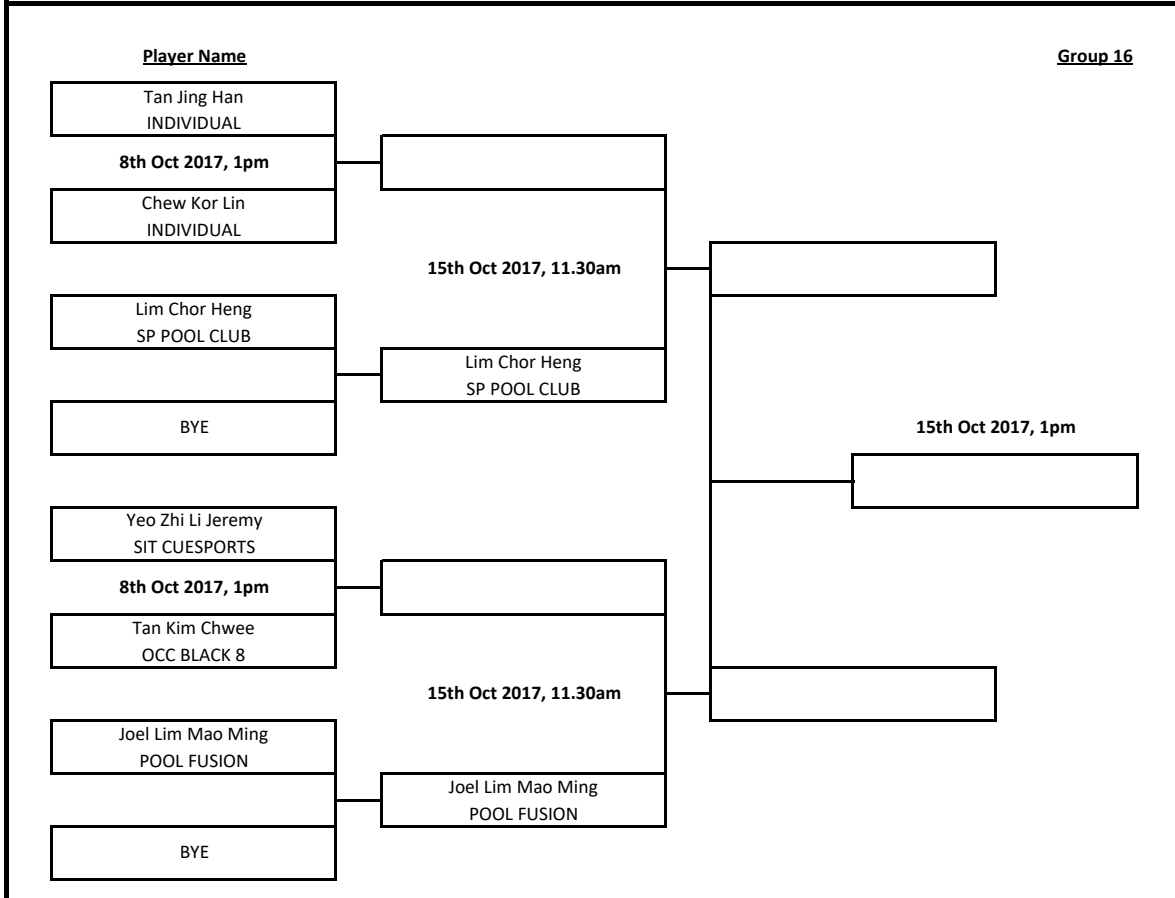 Player Name
Group 16
Tan Jing Han
INDIVIDUAL
8th Oct 2017, 1pm
Chew Kor Lin
INDIVIDUAL
15th Oct 2017, 11.30am
Lim Chor Heng
SP POOL CLUB
Lim Chor Heng
SP POOL CLUB
BYE
15th Oct 2017, 1pm
Yeo Zhi Li Jeremy
SIT CUESPORTS
8th Oct 2017, 1pm
Tan Kim Chwee
OCC BLACK 8
15th Oct 2017, 11.30am
Joel Lim Mao Ming
POOL FUSION
Joel Lim Mao Ming
POOL FUSION
BYE